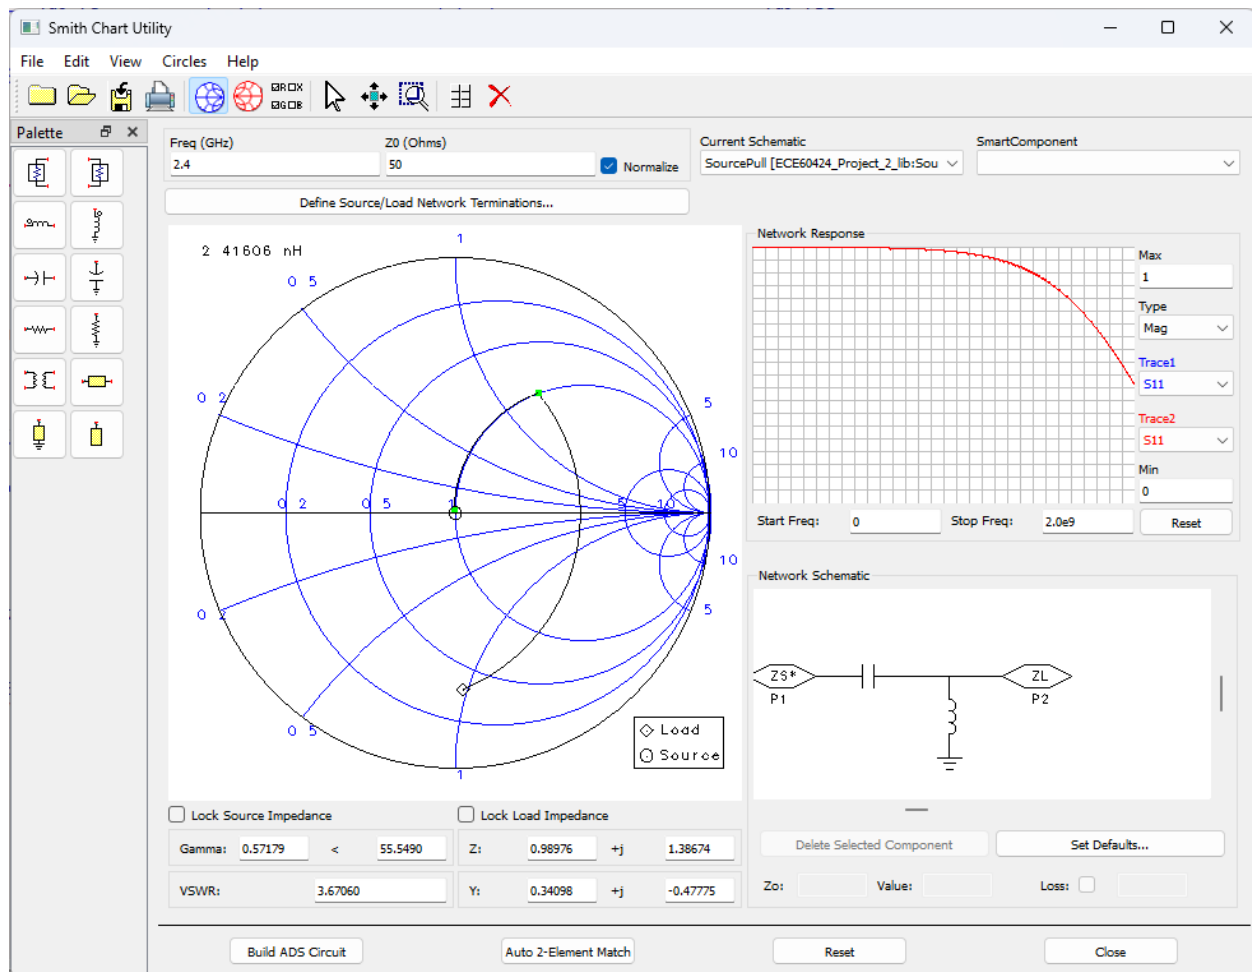 Smith Chart Utility
File Edit View Circles Help
Palette
Freq (GHz)
2.4
Z0 (Ohms)
50
Normalize
Current Schematic
SourcePull [ECE60424_Project_2_lib:Sou
SmartComponent
Define Source/Load Network Terminations...
2 41606 nH
1
0 5
0 2
5
10
0 2
0 5
1
5
10
10
5
0 2
0 5
1
Load
Source
Network Response
Max
1
Type
Mag
Trace1
S11
Trace2
S11
Min
0
Start Freq:
0
Stop Freq:
2.0e9
Reset
Network Schematic
ZS*
P1
ZL
P2
Lock Source Impedance
Lock Load Impedance
Gamma:
0.57179
<
55.5490
Z:
0.98976
+j
1.38674
VSWR:
3.67060
Y:
0.34098
+j
-0.47775
Delete Selected Component
Set Defaults...
Zo:
Value:
Loss:
Build ADS Circuit
Auto 2-Element Match
Reset
Close